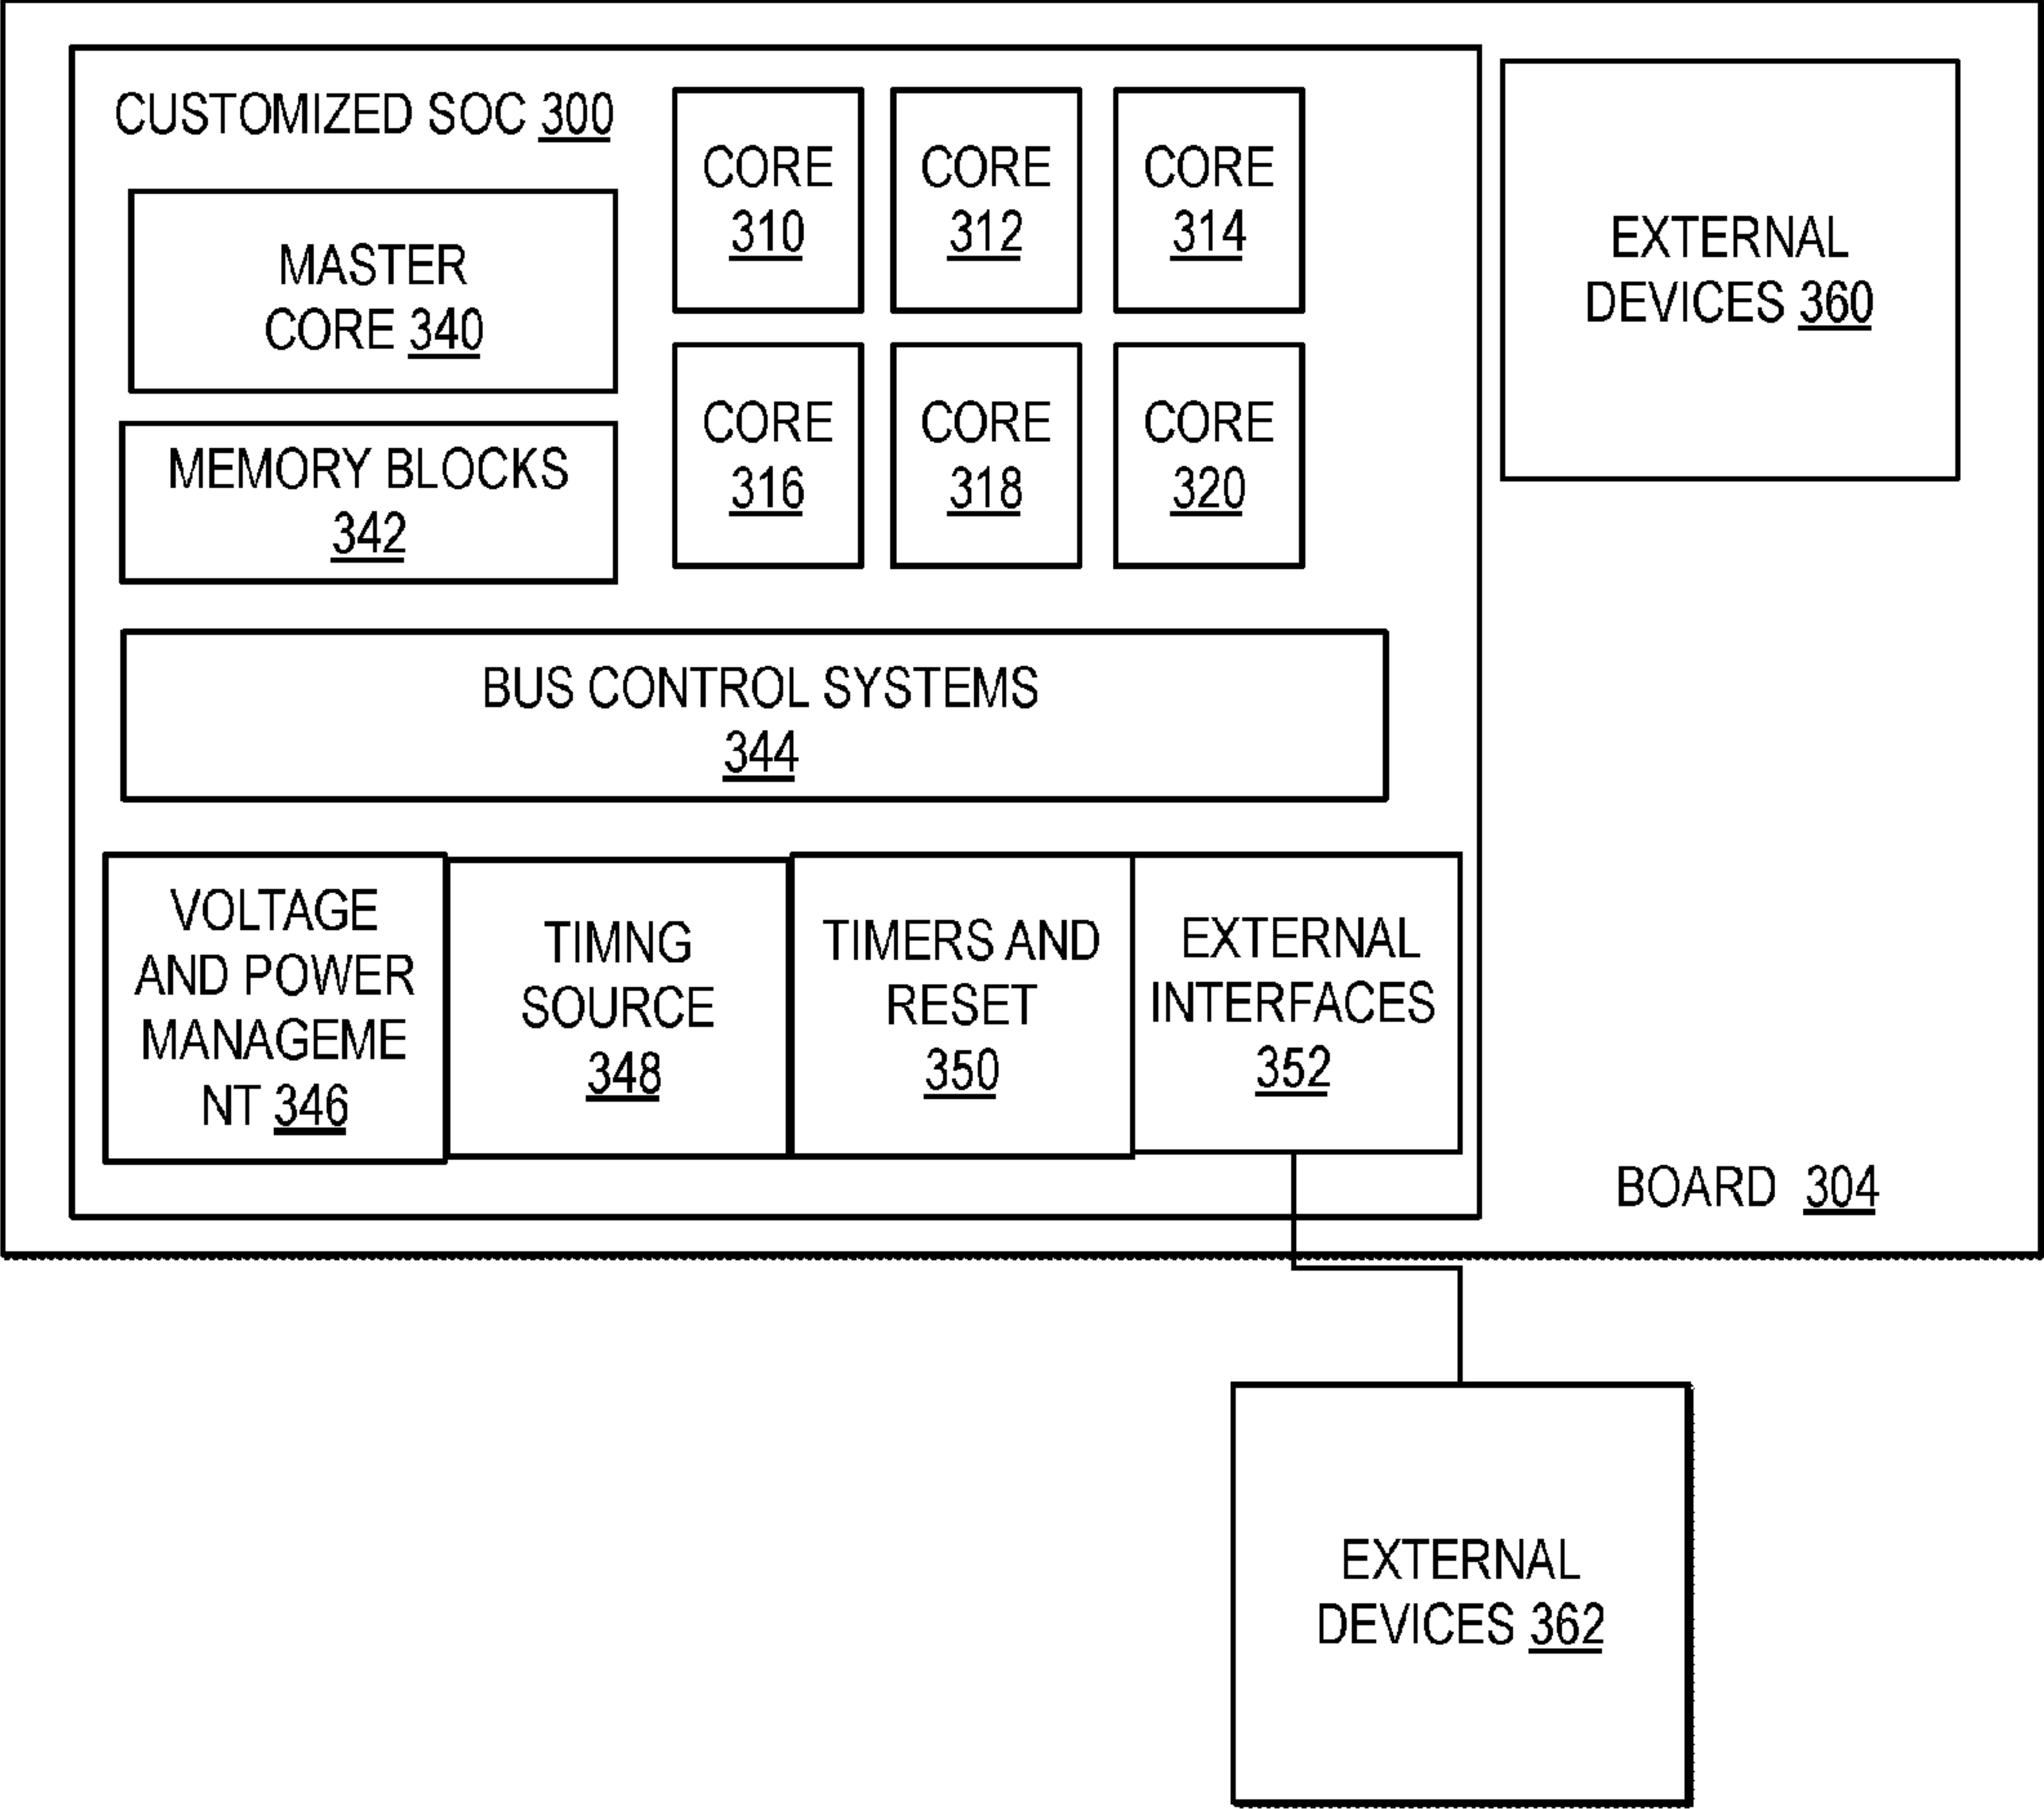 CUSTOMIZED SOC 300
MASTER
CORE 340
MEMORY BLOCKS
342
CORE
310
CORE
312
CORE
314
CORE
316
CORE
318
CORE
320
EXTERNAL
DEVICES 360
BUS CONTROL SYSTEMS
344
VOLTAGE
AND POWER
MANAGEME
NT 346
TIMNG
SOURCE
348
TIMERS AND
RESET
350
EXTERNAL
INTERFACES
352
BOARD 304
EXTERNAL
DEVICES 362